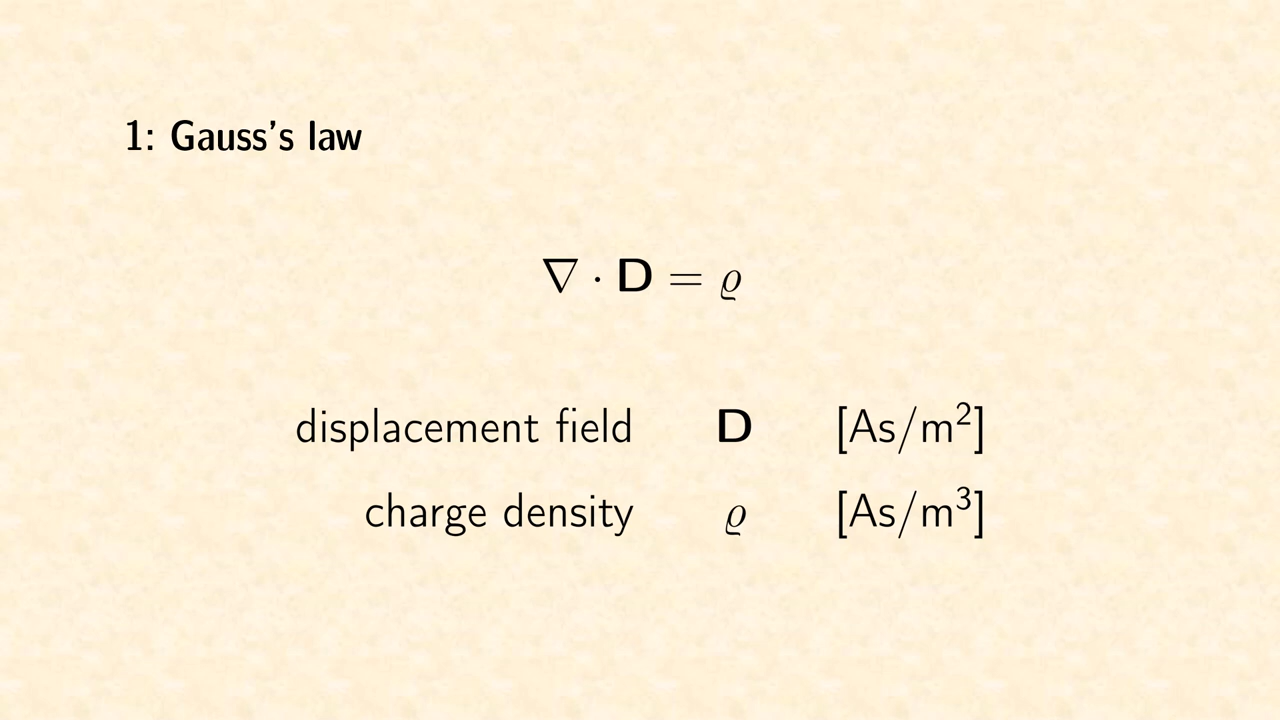 1: Gauss's law
∇ · D = ϱ
displacement field D [As/m²]
charge density ϱ [As/m³]